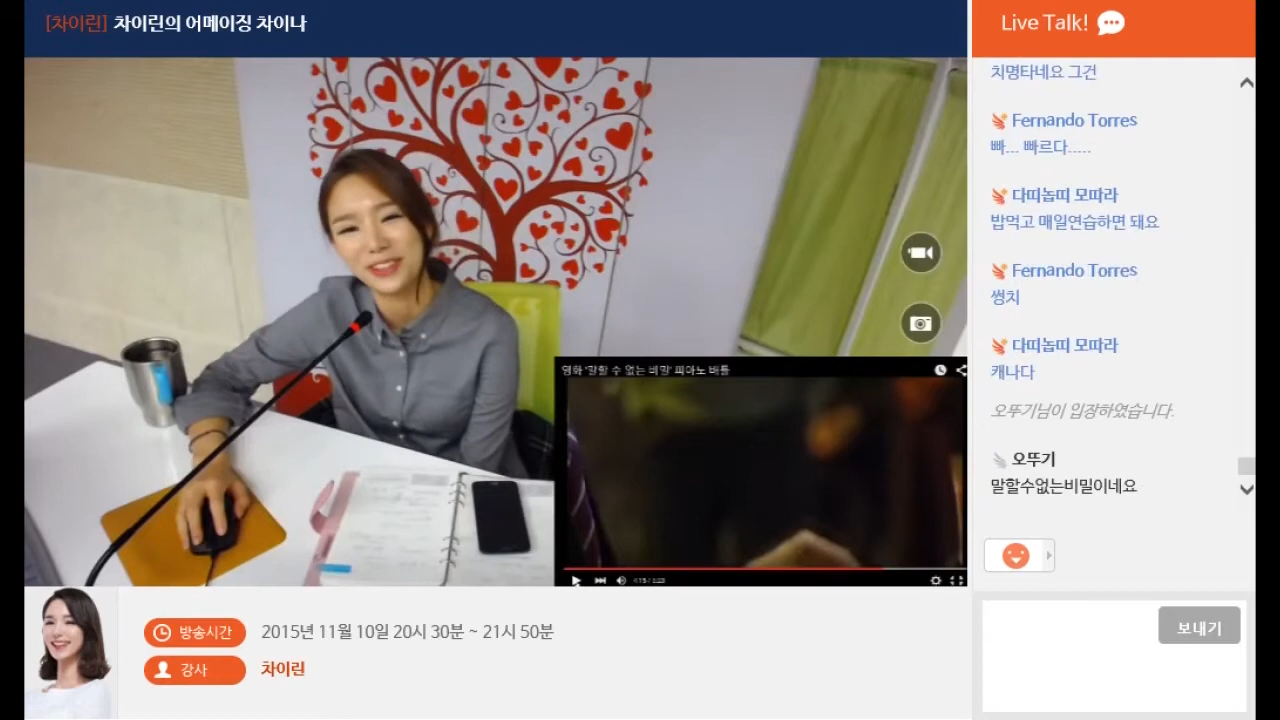 [차이린] 차이린의 어메이징 차이나
영화 '말할 수 없는 비밀' 피아노 배틀
방송시간 2015년 11월 10일 20시 30분 ~ 21시 50분
강사 차이린
Live Talk!
치명타네요 그건
Fernando Torres
빠... 빠르다.....
다띠놉띠 모따라
밥먹고 매일연습하면 돼요
Fernando Torres
썽치
다띠놉띠 모따라
캐나다
오뚜기님이 입장하였습니다.
오뚜기
말할수없는비밀이네요
보내기